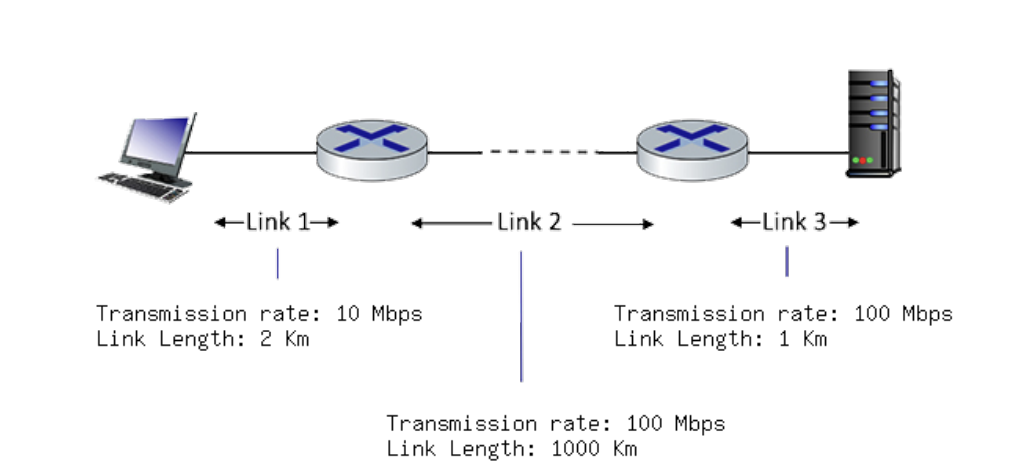 Link 1
Link 2
Link 3
Transmission rate: 10 Mbps
Link Length: 2 Km
Transmission rate: 100 Mbps
Link Length: 1 Km
Transmission rate: 100 Mbps
Link Length: 1000 Km